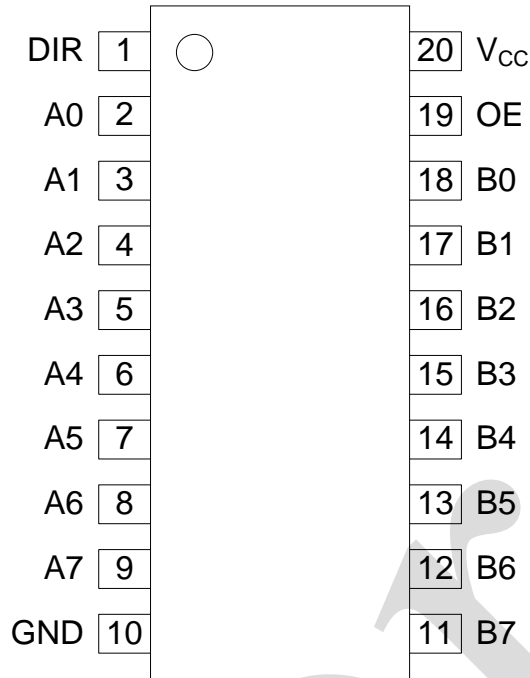 DIR 1 20 VCC
A0 2 19 OE
A1 3 18 B0
A2 4 17 B1
A3 5 16 B2
A4 6 15 B3
A5 7 14 B4
A6 8 13 B5
A7 9 12 B6
GND 10 11 B7